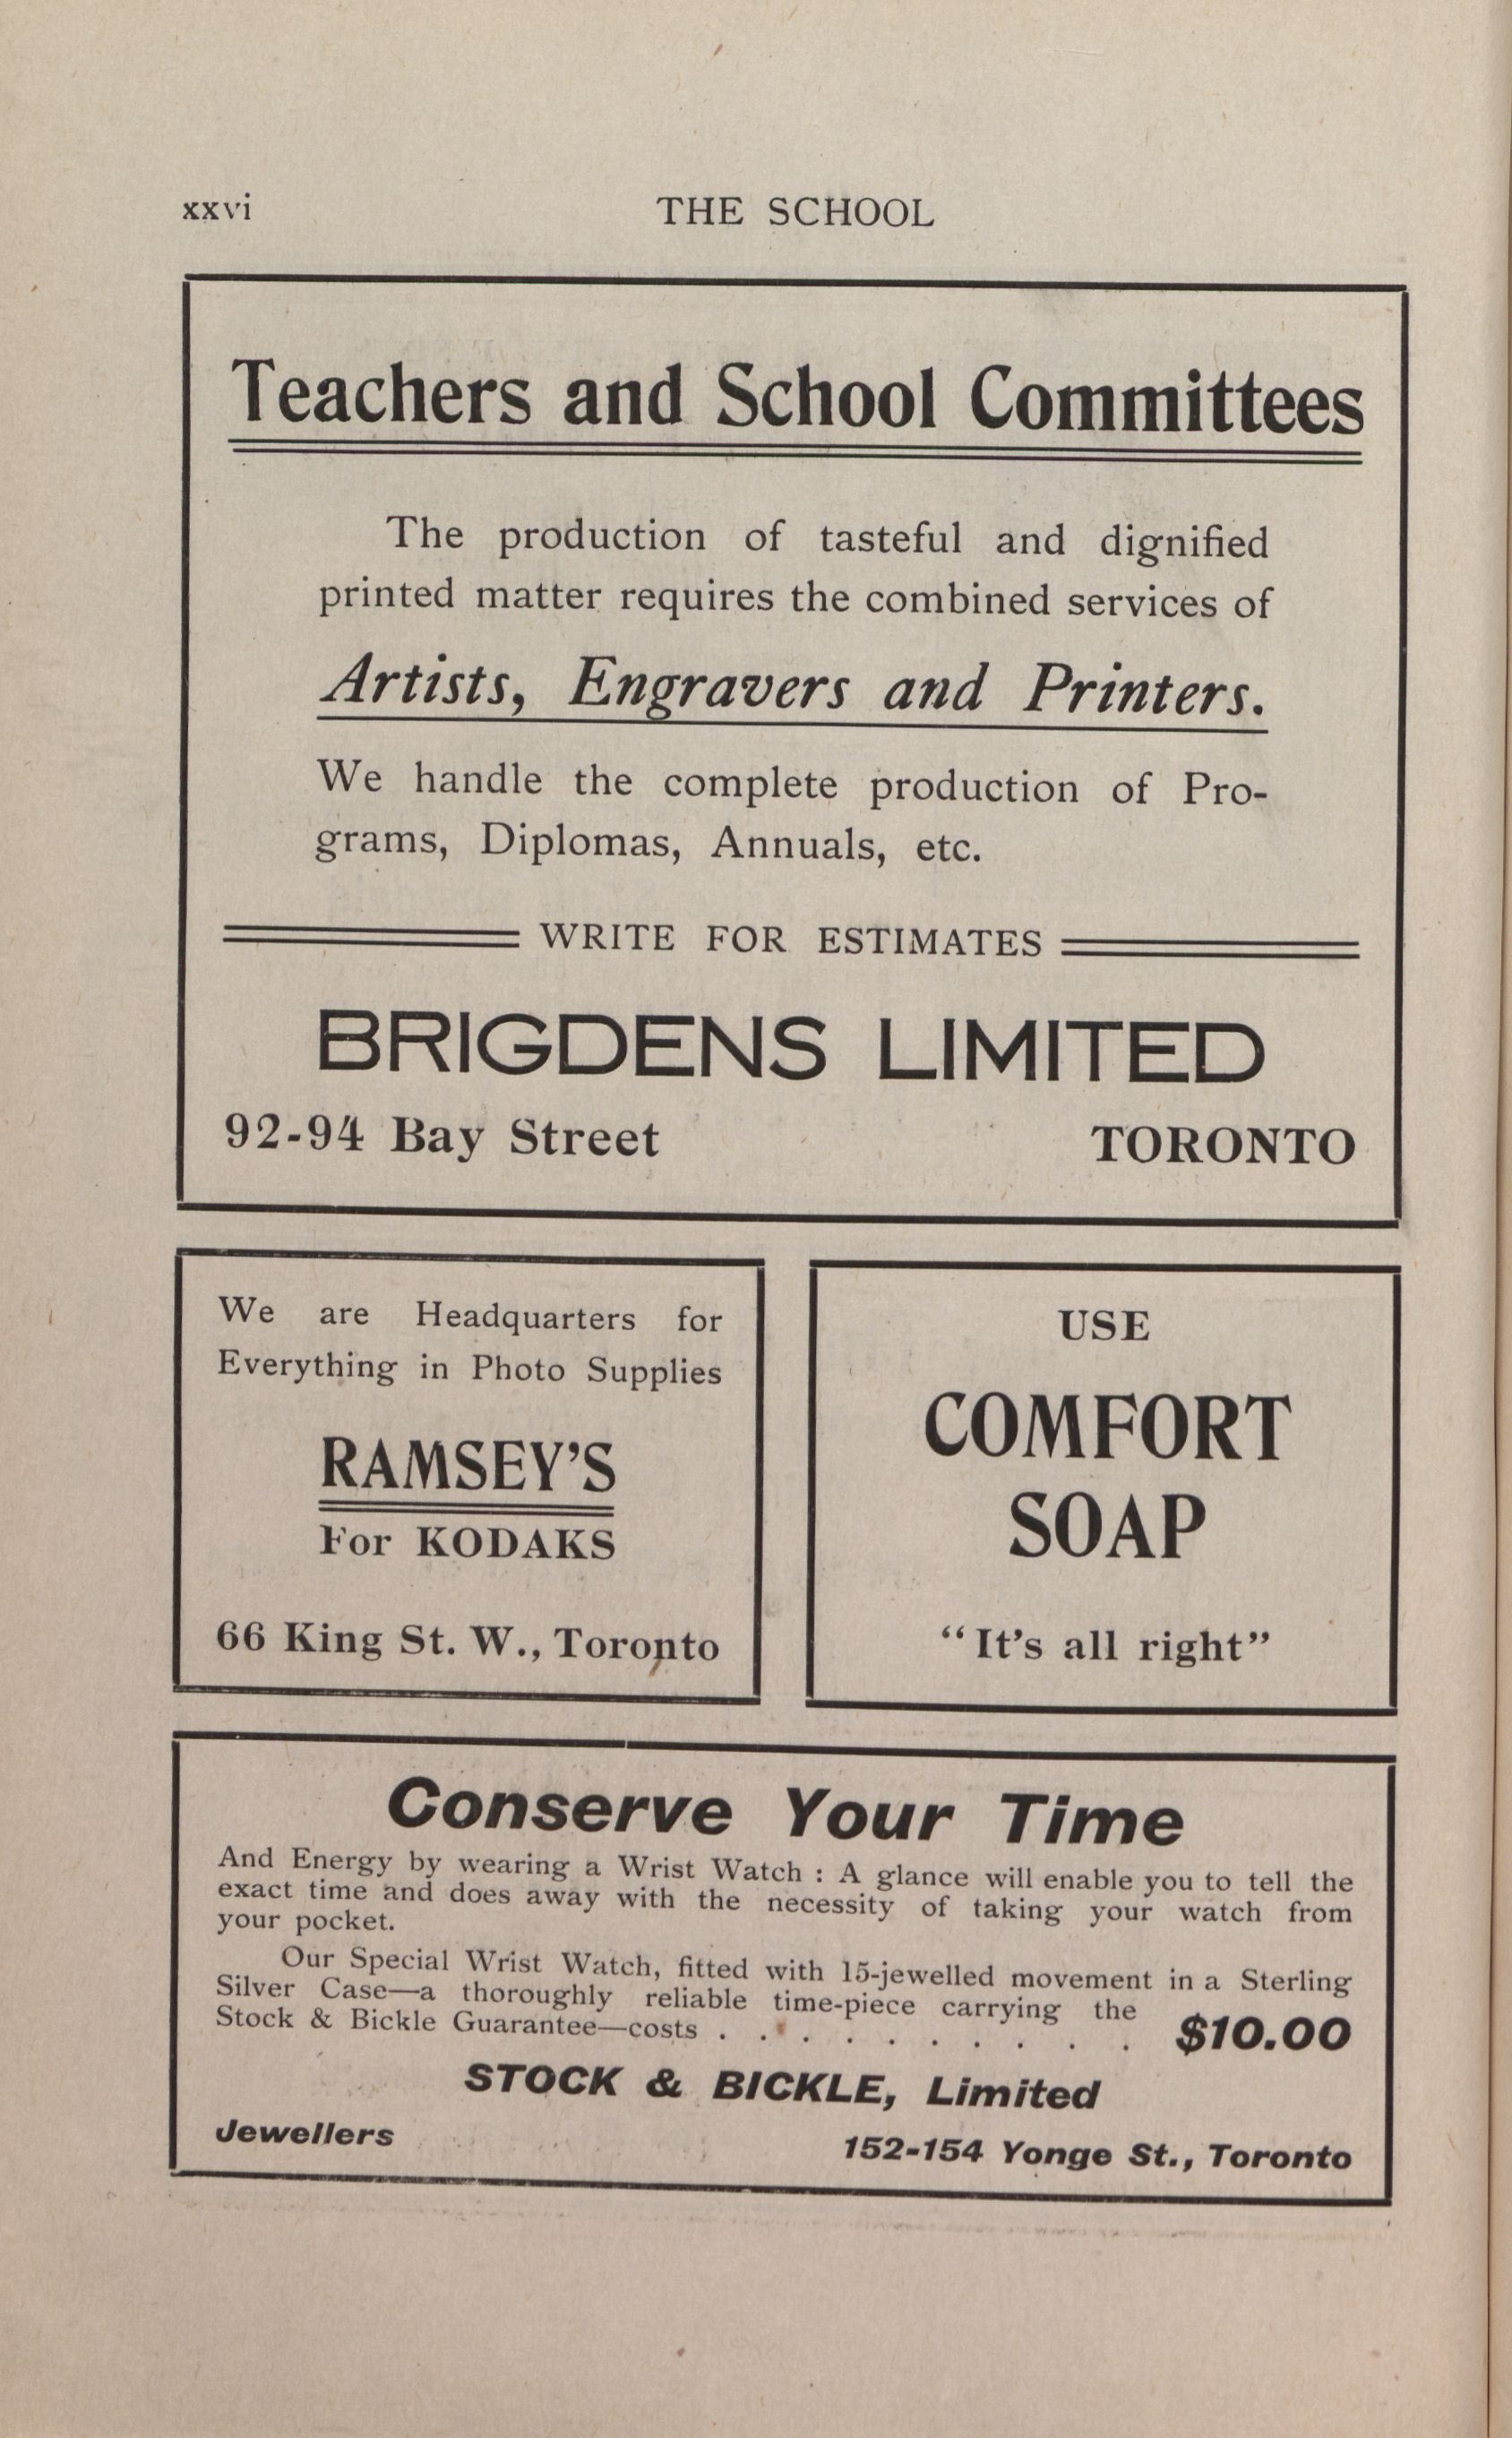 xxvi
THE SCHOOL
Teachers and School Committees
The production of tasteful and dignified
printed matter requires the combined services of
Artists, Engravers and Printers.
We handle the complete production of Pro-
grams, Diplomas, Annuals, etc.
WRITE FOR ESTIMATES
BRIGDENS LIMITED
92-94 Bay Street TORONTO
We are Headquarters for
Everything in Photo Supplies
RAMSEY'S
For KODAKS
66 King St. W., Toronto
USE
COMFORT
SOAP
“It's all right”
Conserve Your Time
And Energy by wearing a Wrist Watch : A glance will enable you to tell the
exact time and does away with the necessity of taking your watch from
your pocket.
Our Special Wrist Watch, fitted with 15-jewelled movement in a Sterling
Silver Case—a thoroughly reliable time-piece carrying the
Stock & Bickle Guarantee—costs . . . . . . . . . . $10.00
STOCK & BICKLE, Limited
Jewellers
152-154 Yonge St., Toronto